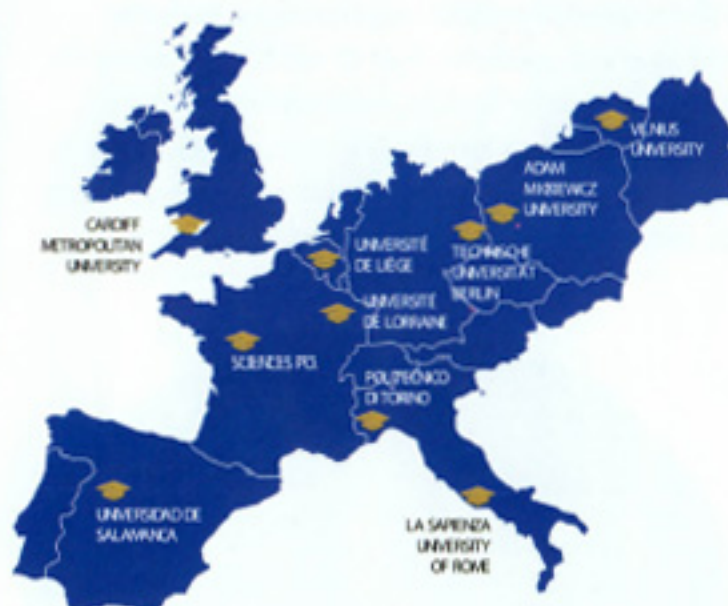 VILNIUS
UNIVERSITY
ADAM
MICKIEWICZ
UNIVERSITY
CARDIFF
METROPOLITAN
UNIVERSITY
UNIVERSITÉ
DE LIÈGE
TECHNISCHE
UNIVERSITÄT
BERLIN
UNIVERSITÉ
DE LORRAINE
SCIENCES PO.
POLITECNICO
DI TORINO
UNIVERSIDAD DE
SALAMANCA
LA SAPIENZA
UNIVERSITY
OF ROME